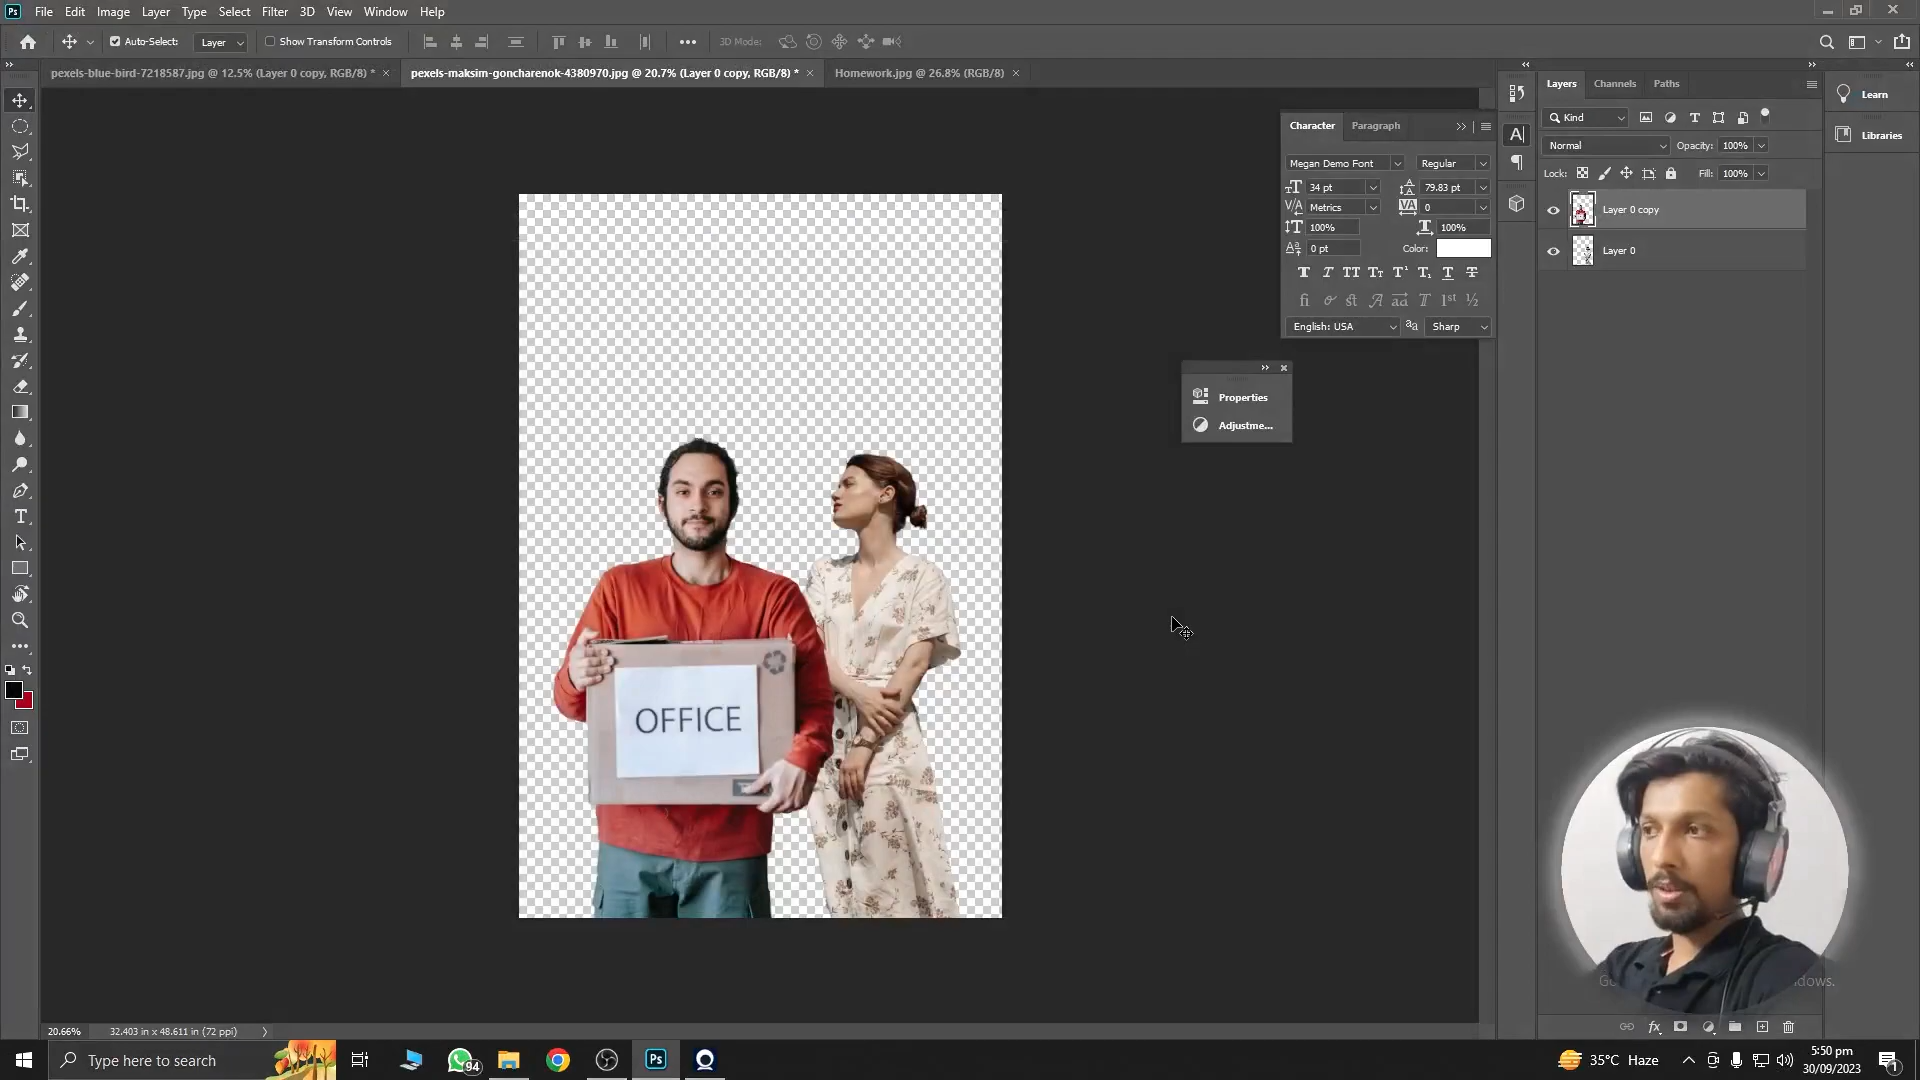 Ps File Edit Image Layer Type Select Filter 3D View Window Help
Auto-Select: Layer Show Transform Controls 3D Mode:
pexels-blue-bird-7218587.jpg @ 12.5% (Layer 0 copy, RGB/8) * × pexels-maksim-goncharenok-4380970.jpg @ 20.7% (Layer 0 copy, RGB/8) * × Homework.jpg @ 26.8% (RGB/8) ×
Layers Channels Paths
Learn
Libraries
Kind
Normal Opacity: 100%
Lock: Fill: 100%
Layer 0 copy
Layer 0
Character Paragraph
Megan Demo Font Regular
34 pt 79.83 pt
Metrics 0
100% 100%
0 pt Color:
English: USA Sharp
Properties
Adjustme...
OFFICE
20.66% 32.403 in x 48.611 in (72 ppi)
Type here to search
94
Ps
35°C Haze
5:50 pm
30/09/2023
1